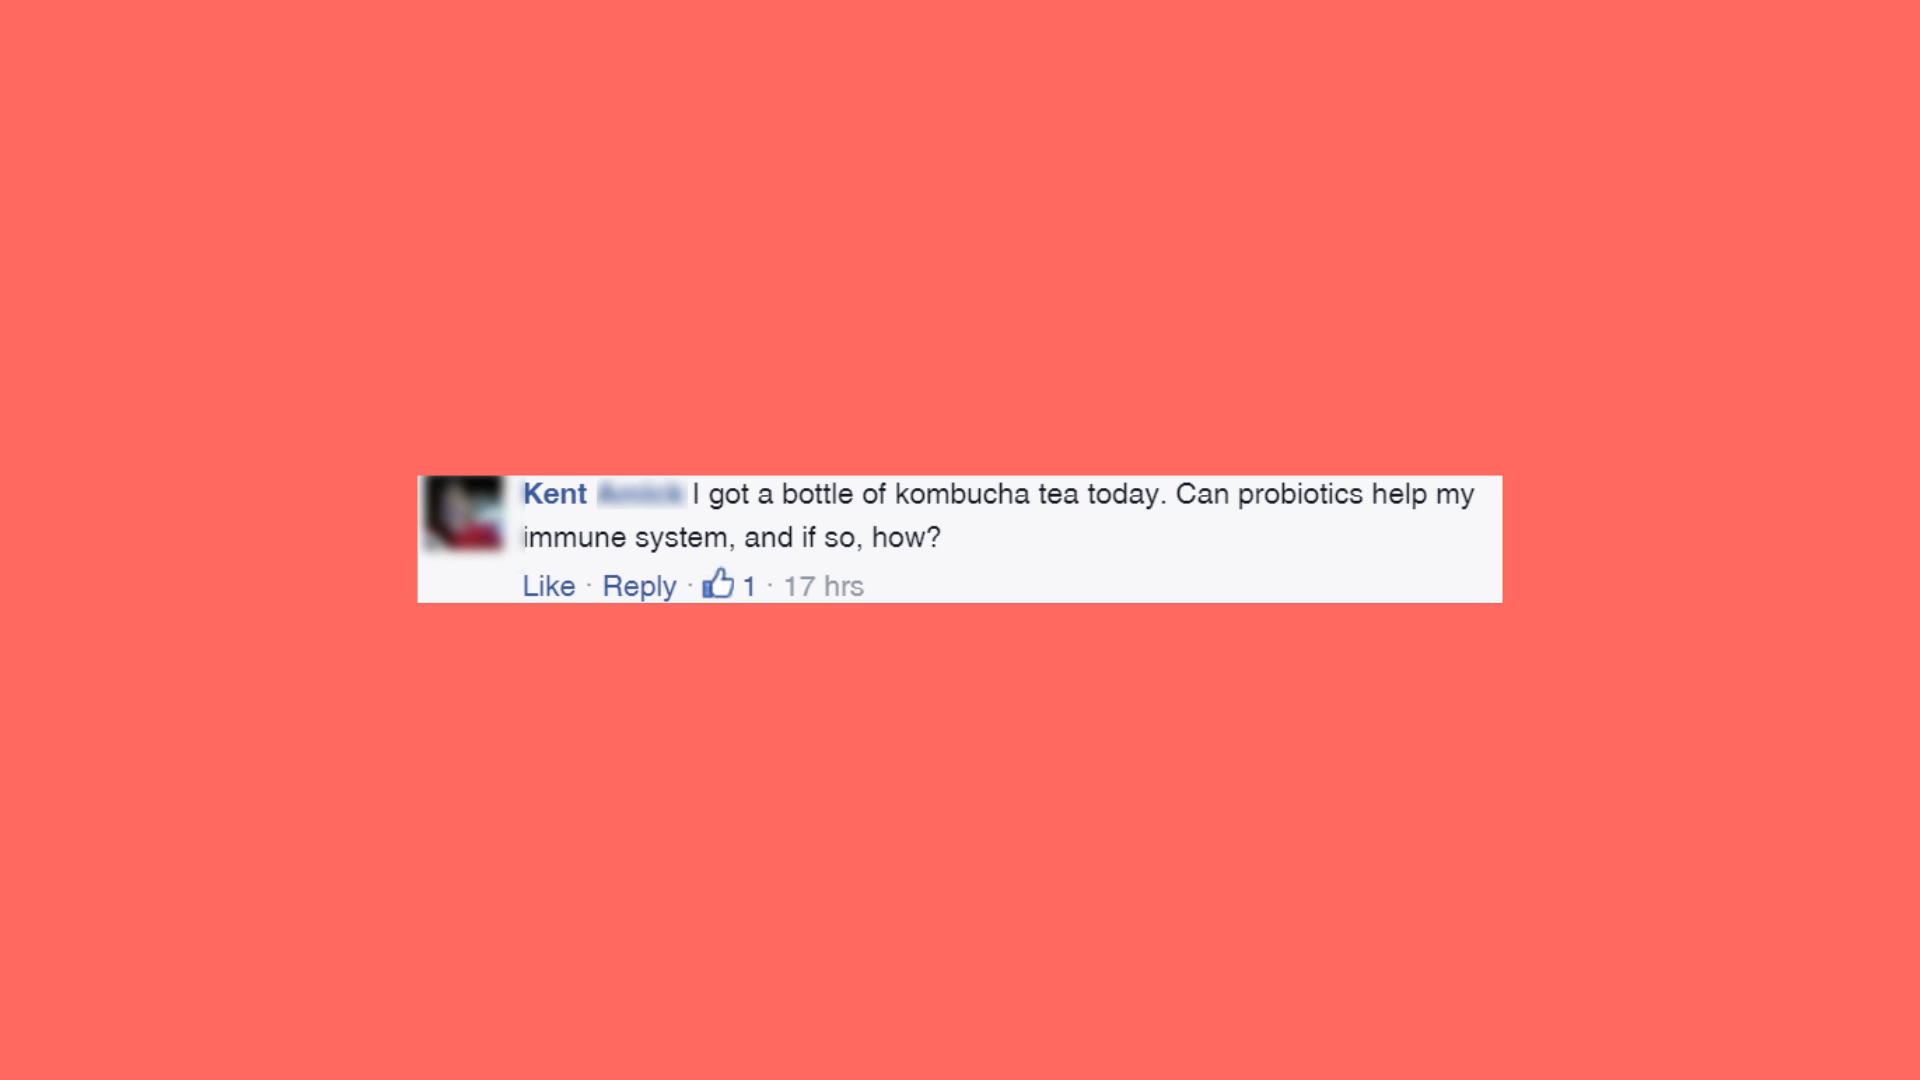 Kent I got a bottle of kombucha tea today. Can probiotics help my
immune system, and if so, how?
Like · Reply · 1 · 17 hrs